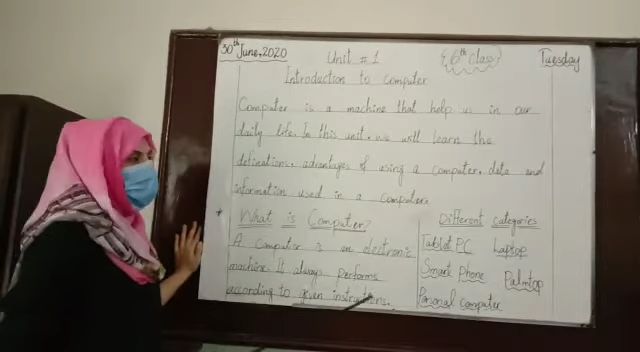 30th June, 2020 Unit # 1 6th Class Tuesday
Introduction to computer
Computer is a machine that help us in our
daily life. In this unit, we will learn the
definations, advantages of using a computer, data and
information used in a computer.
What is Computer?
A Computer is an electronic
machine. It always performs
according to given instructions.
Different categories
Tablet PC Laptop
Smart Phone Palmtop
Personal computer